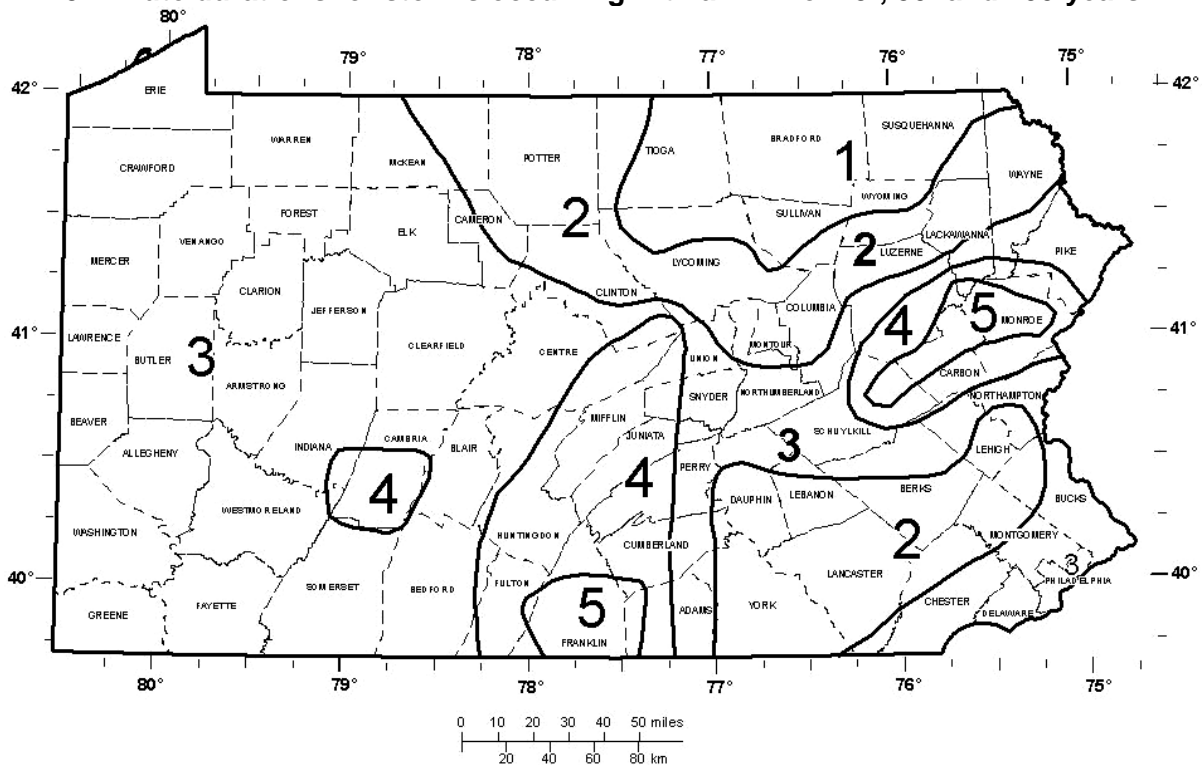 80°
79°
78°
77°
76°
75°
42°
42°
ERIE
WARREN
McKEAN
POTTER
TIOGA
BRADFORD
SUSQUEHANNA
1
CRAWFORD
WAYNE
WYOMING
FOREST
CAMERON
2
SULLIVAN
VENANGO
ELK
LACKAWANNA
2
LUZERNE
PIKE
MERCER
LYCOMING
CLARION
CLINTON
COLUMBIA
JEFFERSON
4
5
MONROE
41°
41°
LAWRENCE
3
BUTLER
CLEARFIELD
CENTRE
UNION
MONTOUR
CARBON
ARMSTRONG
SNYDER
NORTHUMBERLAND
NORTHAMPTON
BEAVER
MIFFLIN
JUNIATA
SCHUYLKILL
3
ALLEGHENY
INDIANA
CAMBRIA
BLAIR
LEHIGH
4
4
PERRY
DAUPHIN
LEBANON
BERKS
BUCKS
WESTMORELAND
WASHINGTON
HUNTINGDON
CUMBERLAND
2
MONTGOMERY
3
PHILADELPHIA
40°
40°
LANCASTER
SOMERSET
BEDFORD
FULTON
5
ADAMS
YORK
CHESTER
DELAWARE
GREENE
FAYETTE
FRANKLIN
80°
79°
78°
77°
76°
75°
0 10 20 30 40 50 miles
20 40 60 80 km